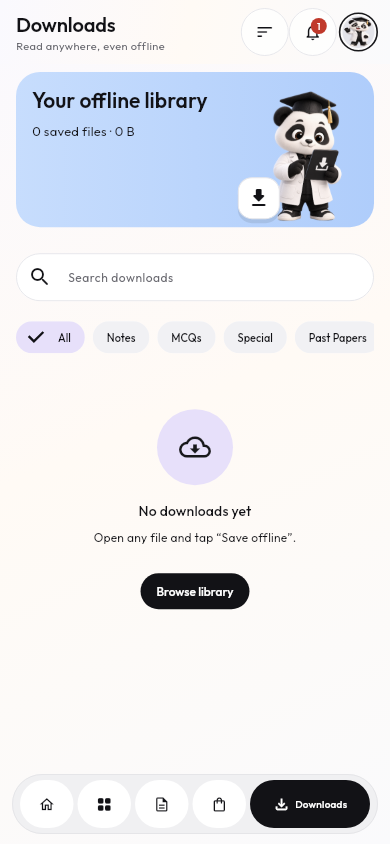 Downloads
Read anywhere, even offline
1
Your offline library
0 saved files · 0 B
Search downloads
All
Notes
MCQs
Special
Past Papers
No downloads yet
Open any file and tap “Save offline”.
Browse library
Downloads